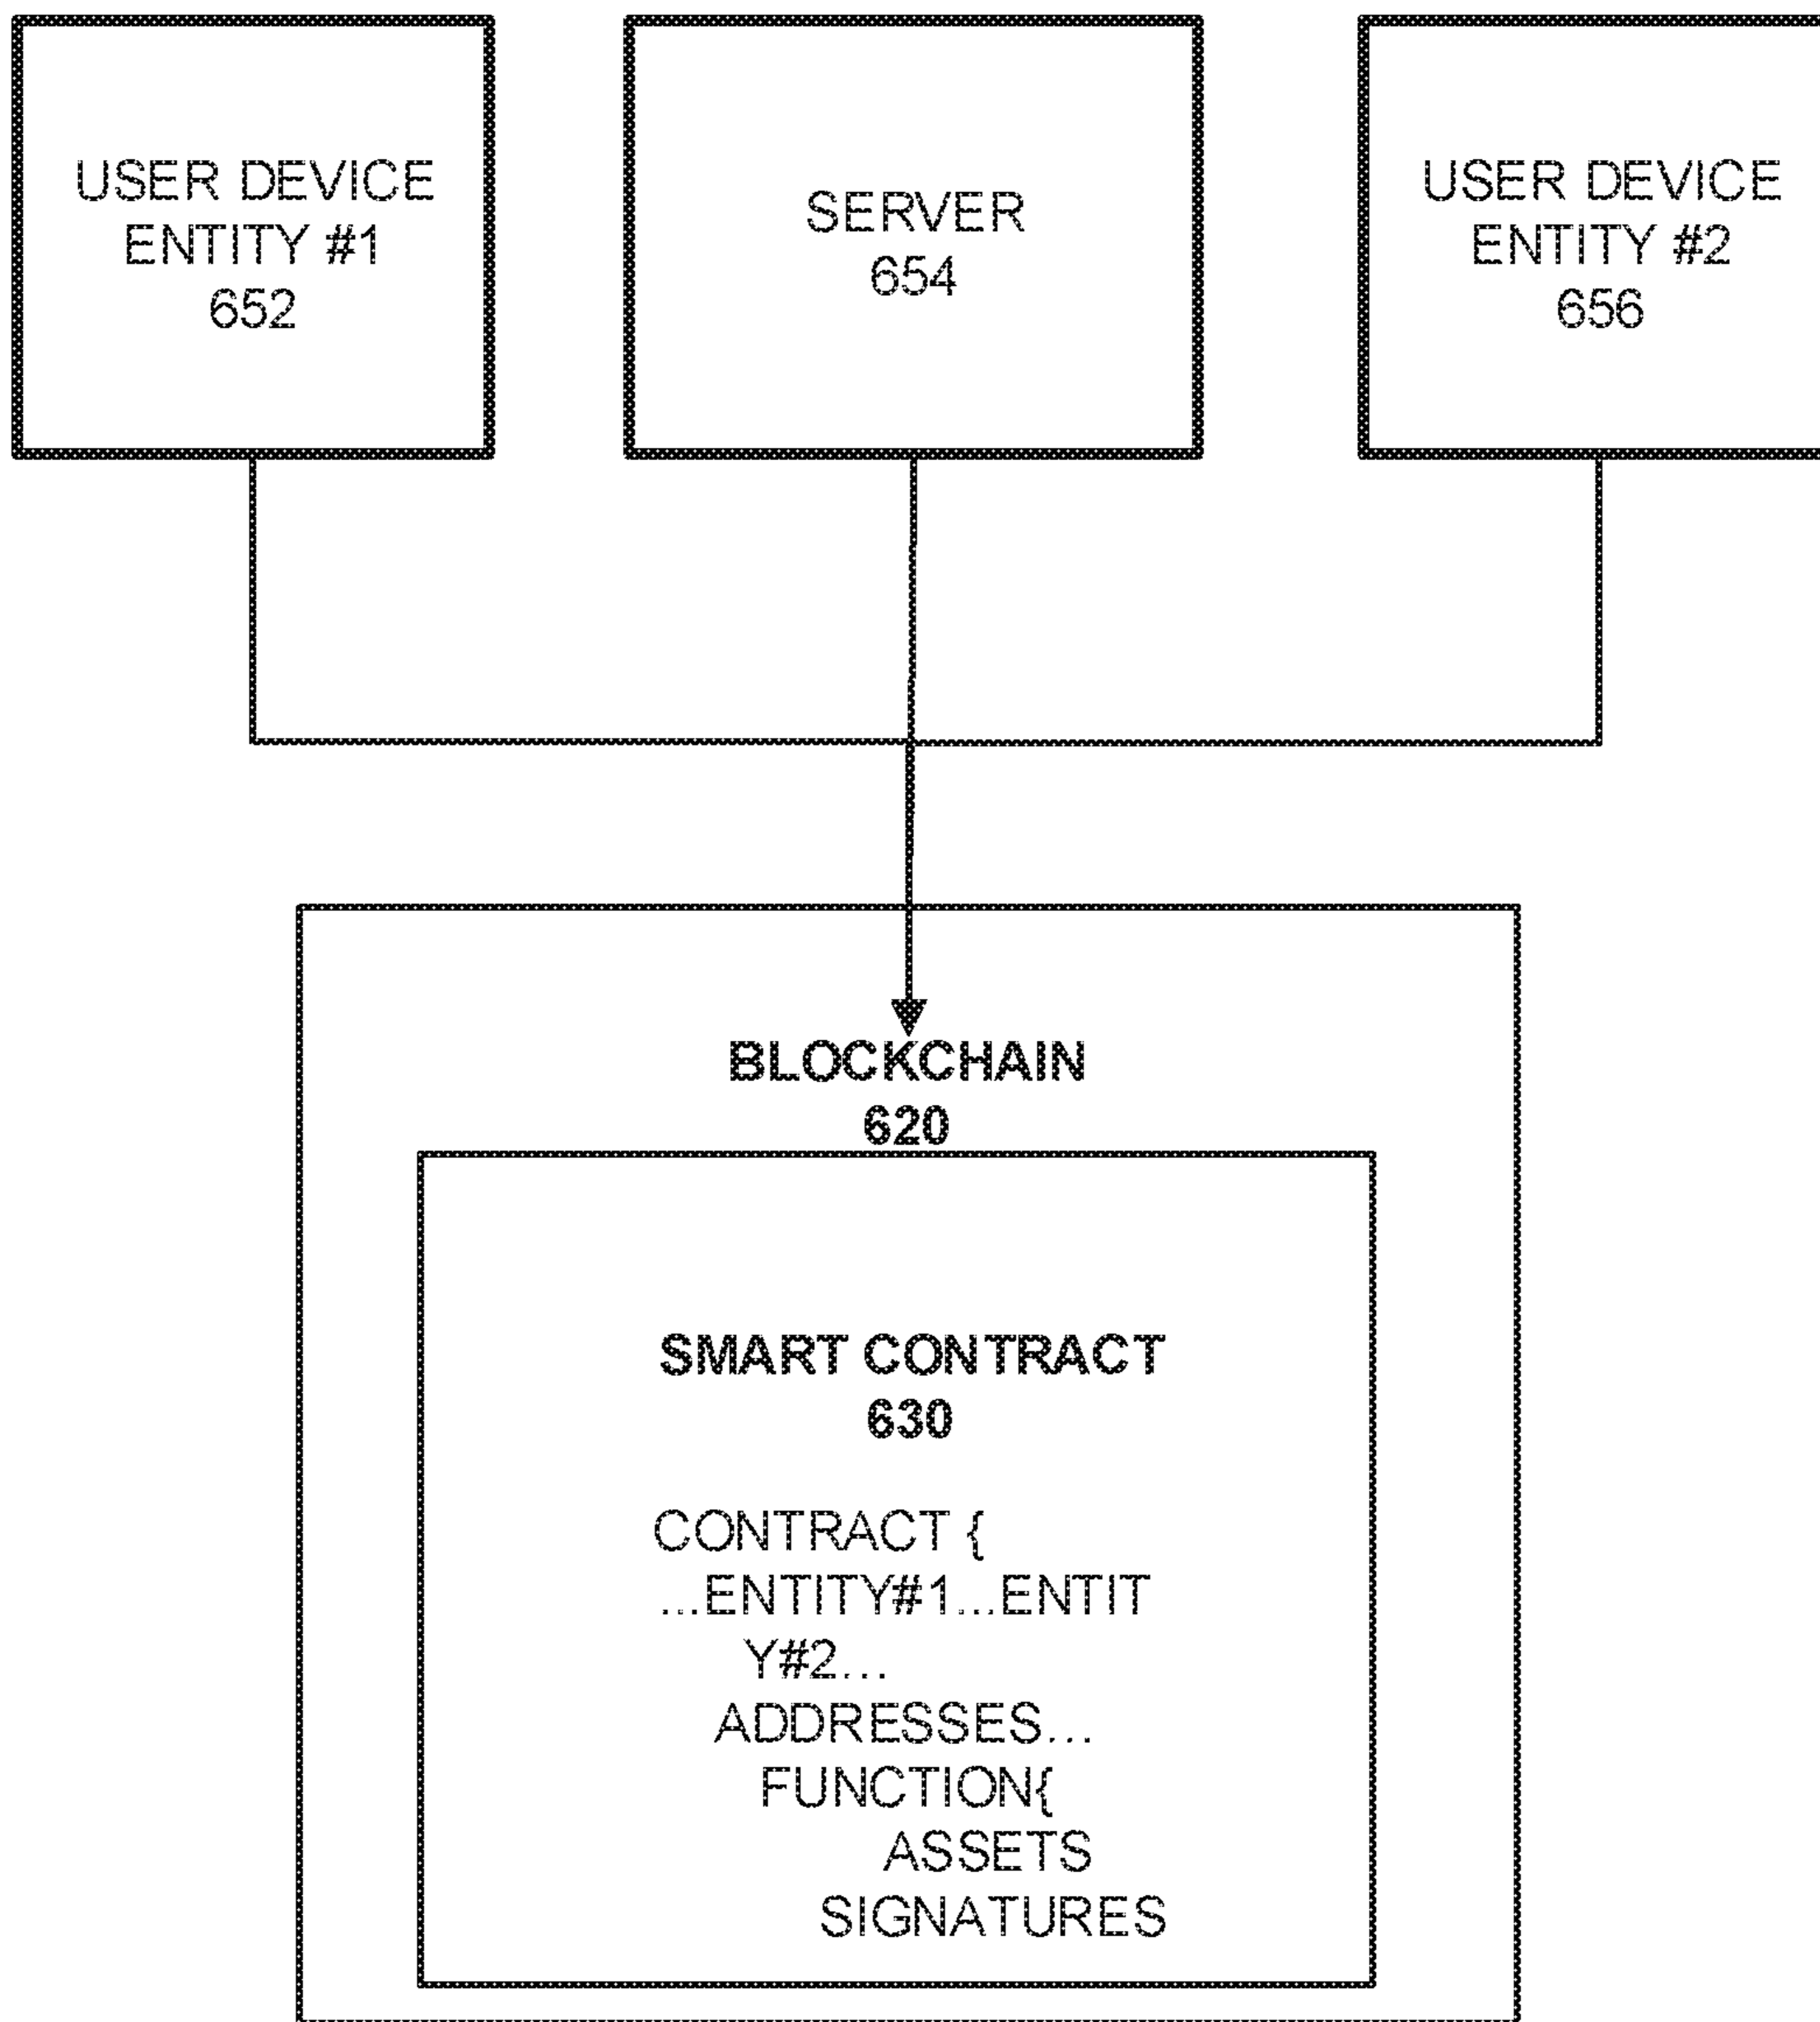 USER DEVICE
ENTITY #1
652
SERVER
654
USER DEVICE
ENTITY #2
656
BLOCKCHAIN
620
SMART CONTRACT
630
CONTRACT {
...ENTITY#1...ENTIT
Y#2...
ADDRESSES...
FUNCTION{
ASSETS
SIGNATURES